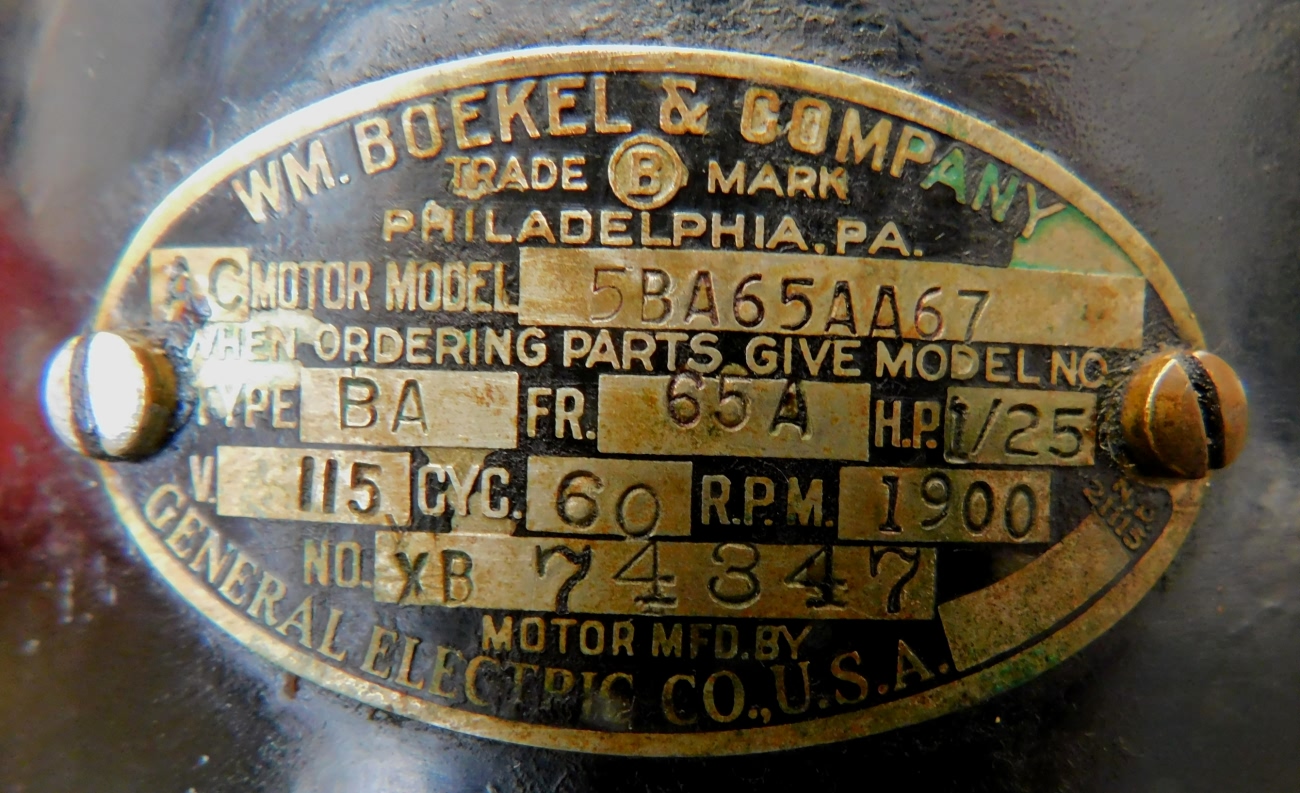 WM. BOEKEL & COMPANY
TRADE B MARK
PHILADELPHIA, PA.
AC MOTOR MODEL 5BA65AA67
WHEN ORDERING PARTS GIVE MODEL NO.
TYPE BA FR. 65A H.P. 1/25
V. 115 CYC. 60 R.P.M. 1900
NO. XB 74347
MOTOR MFD. BY
GENERAL ELECTRIC CO., U.S.A.